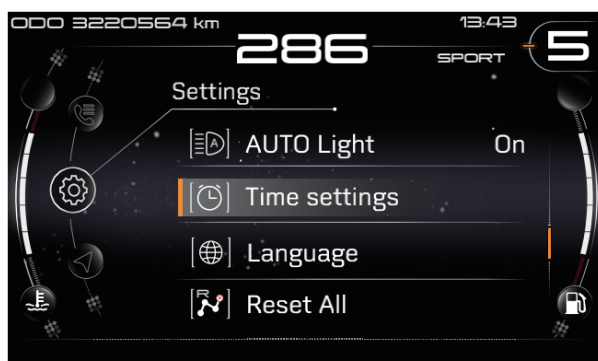 ODO 3220564 km
286
13:43
SPORT
5
Settings
AUTO Light On
Time settings
Language
R Reset All